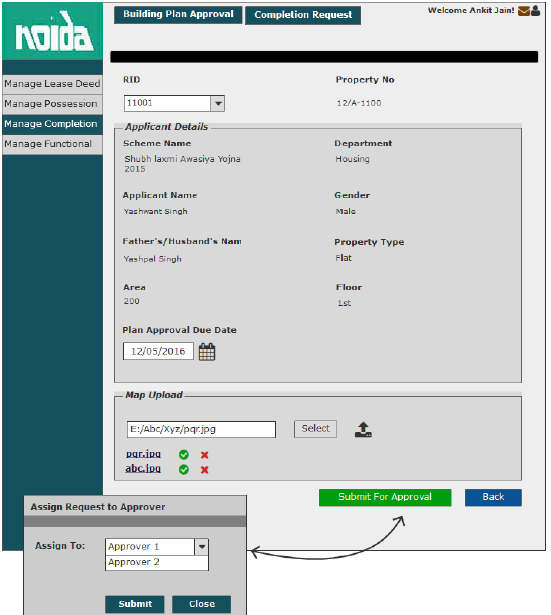 noida
Building Plan Approval
Completion Request
Welcome Ankit Jain!
Manage Lease Deed
Manage Possession
Manage Completion
Manage Functional
RID
Property No
11001
12/A-1100
Applicant Details
Scheme Name
Department
Shubh laxmi Awasiya Yojna
2015
Housing
Applicant Name
Gender
Yashwant Singh
Male
Father's/Husband's Nam
Property Type
Yashpal Singh
Flat
Area
Floor
200
1st
Plan Approval Due Date
12/05/2016
Map Upload
E:/Abc/Xyz/pqr.jpg
Select
pqr.jpg
abc.jpg
Submit For Approval
Back
Assign Request to Approver
Assign To:
Approver 1
Approver 2
Submit
Close